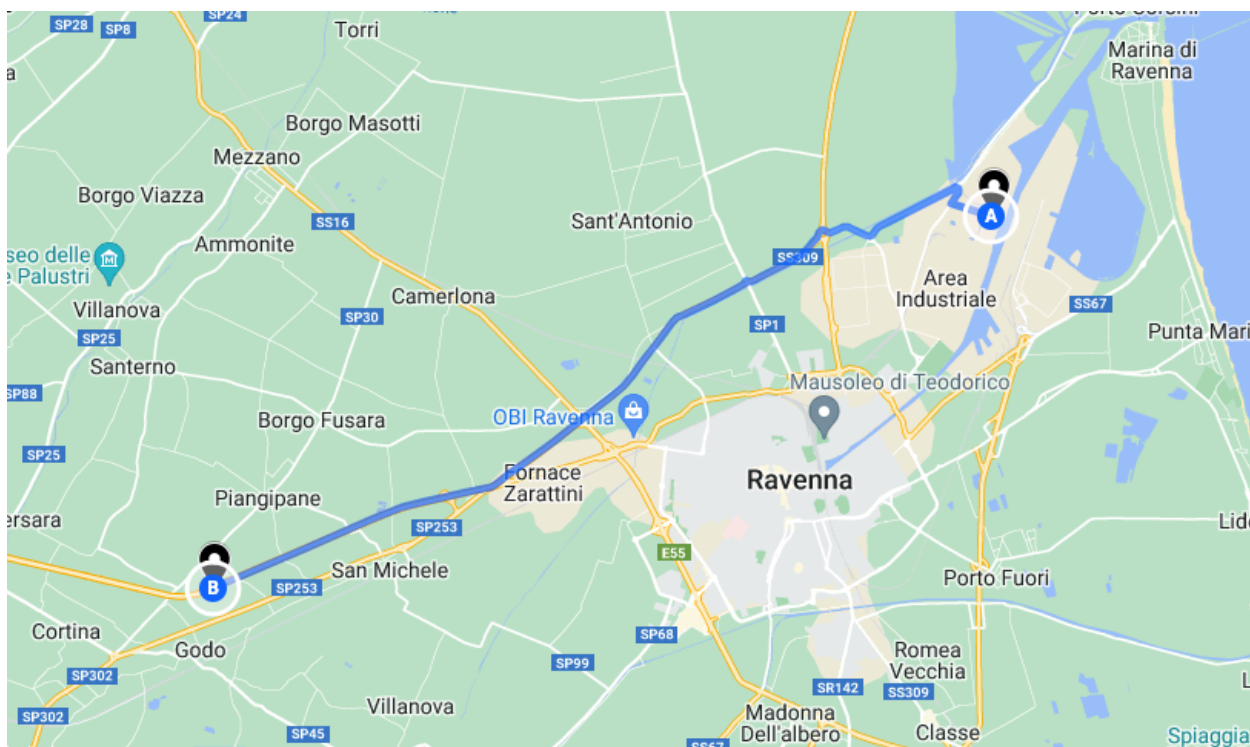 SP24
SP28
SP8
Torri
Marina di
Ravenna
a
Borgo Masotti
Mezzano
Borgo Viazza
SS16
Sant'Antonio
A
Ammonite
seo delle
e Palustri
SS309
Area
Industriale
Camerlona
Villanova
SP30
SP1
SS67
SP25
Punta Mari
Santerno
Mausoleo di Teodorico
SP88
Borgo Fusara
OBI Ravenna
SP25
Fornace
Zarattini
Ravenna
Piangipane
ersara
SP253
Lido
E55
San Michele
B
SP253
Porto Fuori
Cortina
Godo
SP68
Romea
Vecchia
SP99
SP302
SR142
SS309
L
SP302
Villanova
SP45
Madonna
Dell'albero
Classe
SS67
Spiaggia